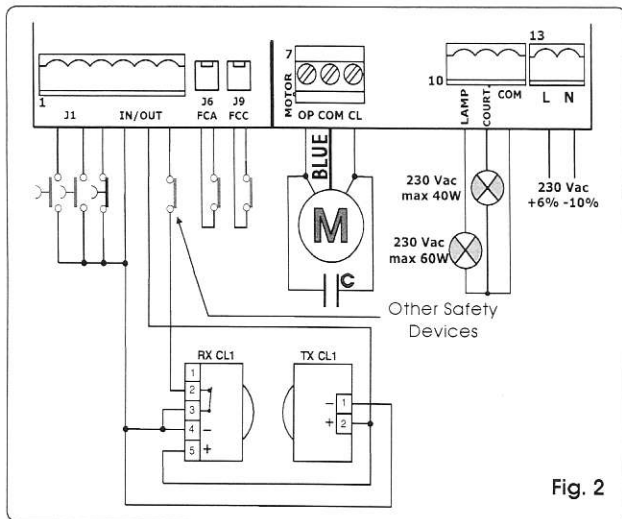 1
J1
IN/OUT
J6
FCA
J9
FCC
7
MOTOR
OP COM CL
BLUE
M
C
10
LAMP
COURT.
COM
13
L N
230 Vac
max 40W
230 Vac
max 60W
230 Vac
+6% -10%
Other Safety
Devices
RX CL1
1
2
3
4 -
5 +
TX CL1
- 1
+ 2
Fig. 2